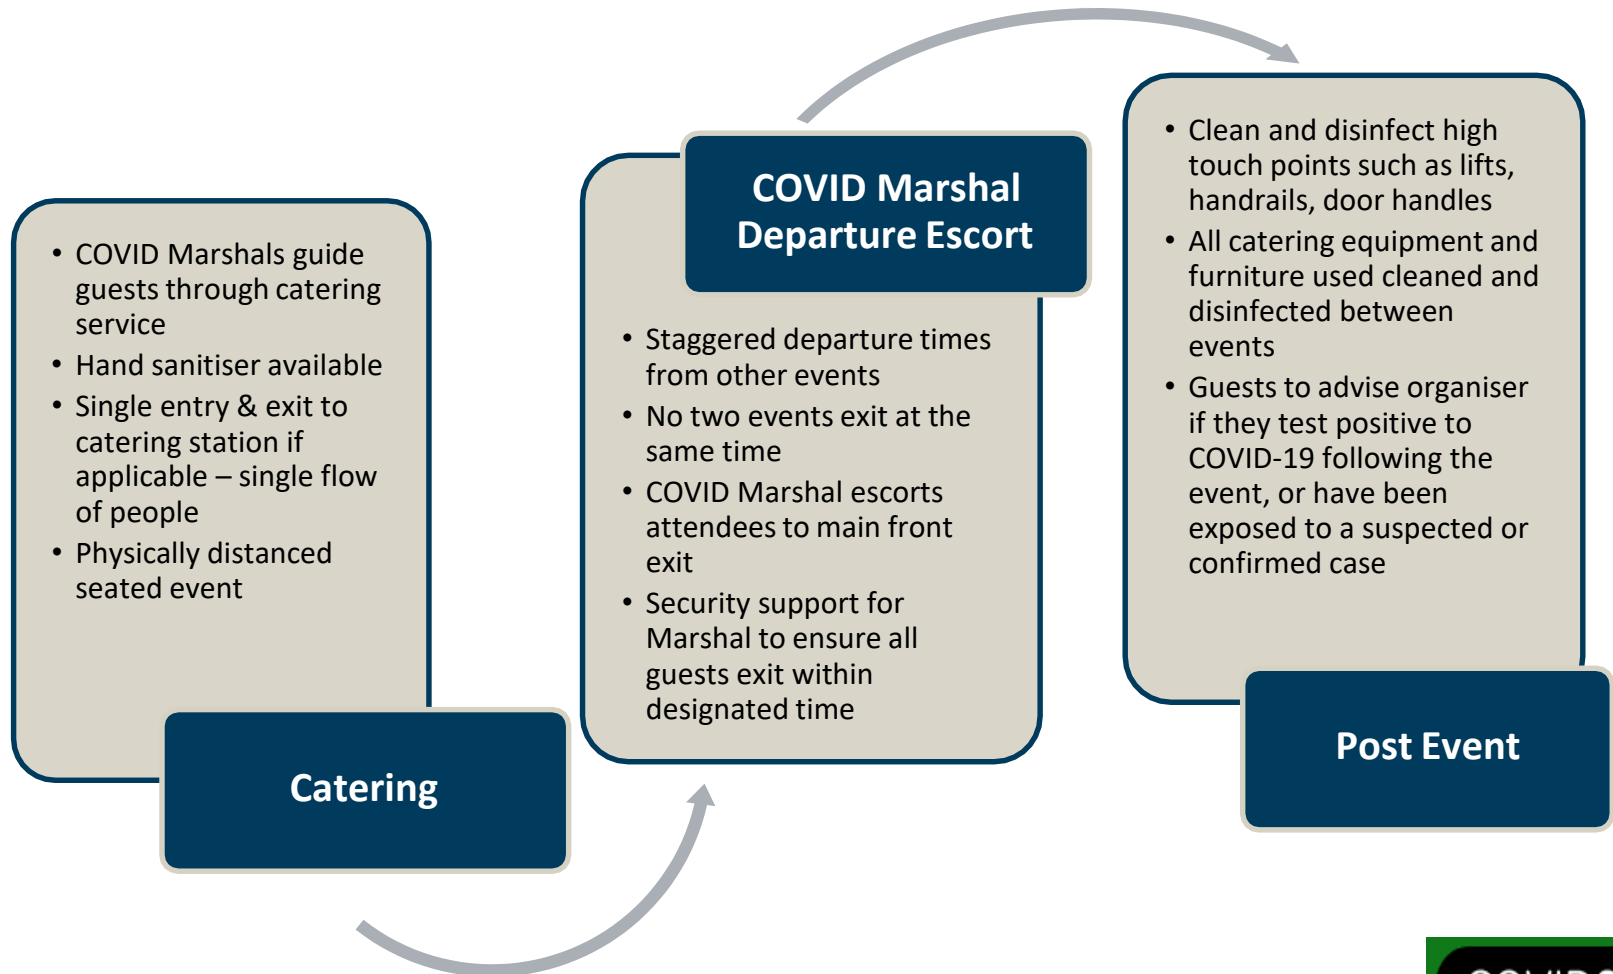 • COVID Marshals guide
guests through catering
service
• Hand sanitiser available
• Single entry & exit to
catering station if
applicable – single flow
of people
• Physically distanced
seated event
Catering
COVID Marshal
Departure Escort
• Staggered departure times
from other events
• No two events exit at the
same time
• COVID Marshal escorts
attendees to main front
exit
• Security support for
Marshal to ensure all
guests exit within
designated time
• Clean and disinfect high
touch points such as lifts,
handrails, door handles
• All catering equipment and
furniture used cleaned and
disinfected between
events
• Guests to advise organiser
if they test positive to
COVID-19 following the
event, or have been
exposed to a suspected or
confirmed case
Post Event